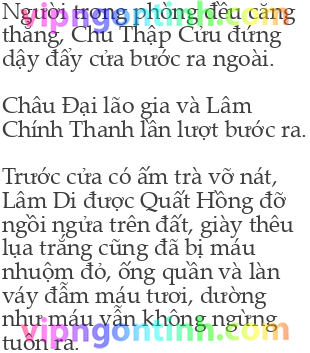 Người trong phòng đều căng
thẳng, Chu Thập Cửu đứng
dậy đẩy cửa bước ra ngoài.
Châu Đại lão gia và Lâm
Chính Thanh lần lượt bước ra.
Trước cửa có ấm trà vỡ nát,
Lâm Di được Quất Hồng đỡ
ngồi ngửa trên đất, giày thêu
lụa trắng cũng đã bị máu
nhuộm đỏ, ống quần và làn
váy đẫm máu tươi, dường
như máu vẫn không ngừng
tuôn ra.
vipngontinh.com
vipngontinh.com